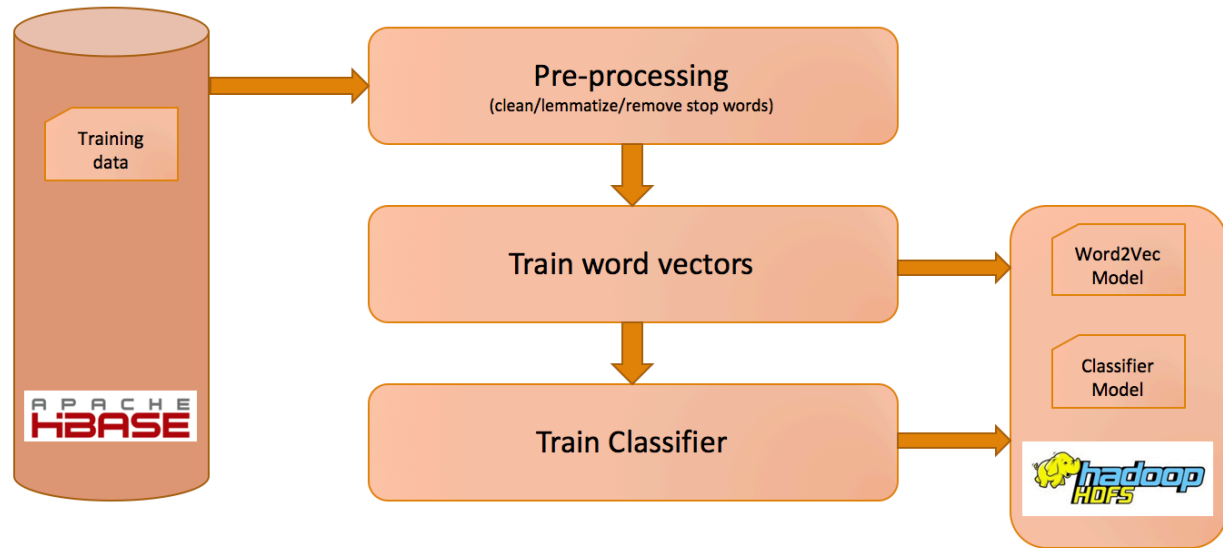 Training
data
APACHE
HBASE
Pre-processing
(clean/lemmatize/remove stop words)
Train word vectors
Train Classifier
Word2Vec
Model
Classifier
Model
hadoop
HDFS